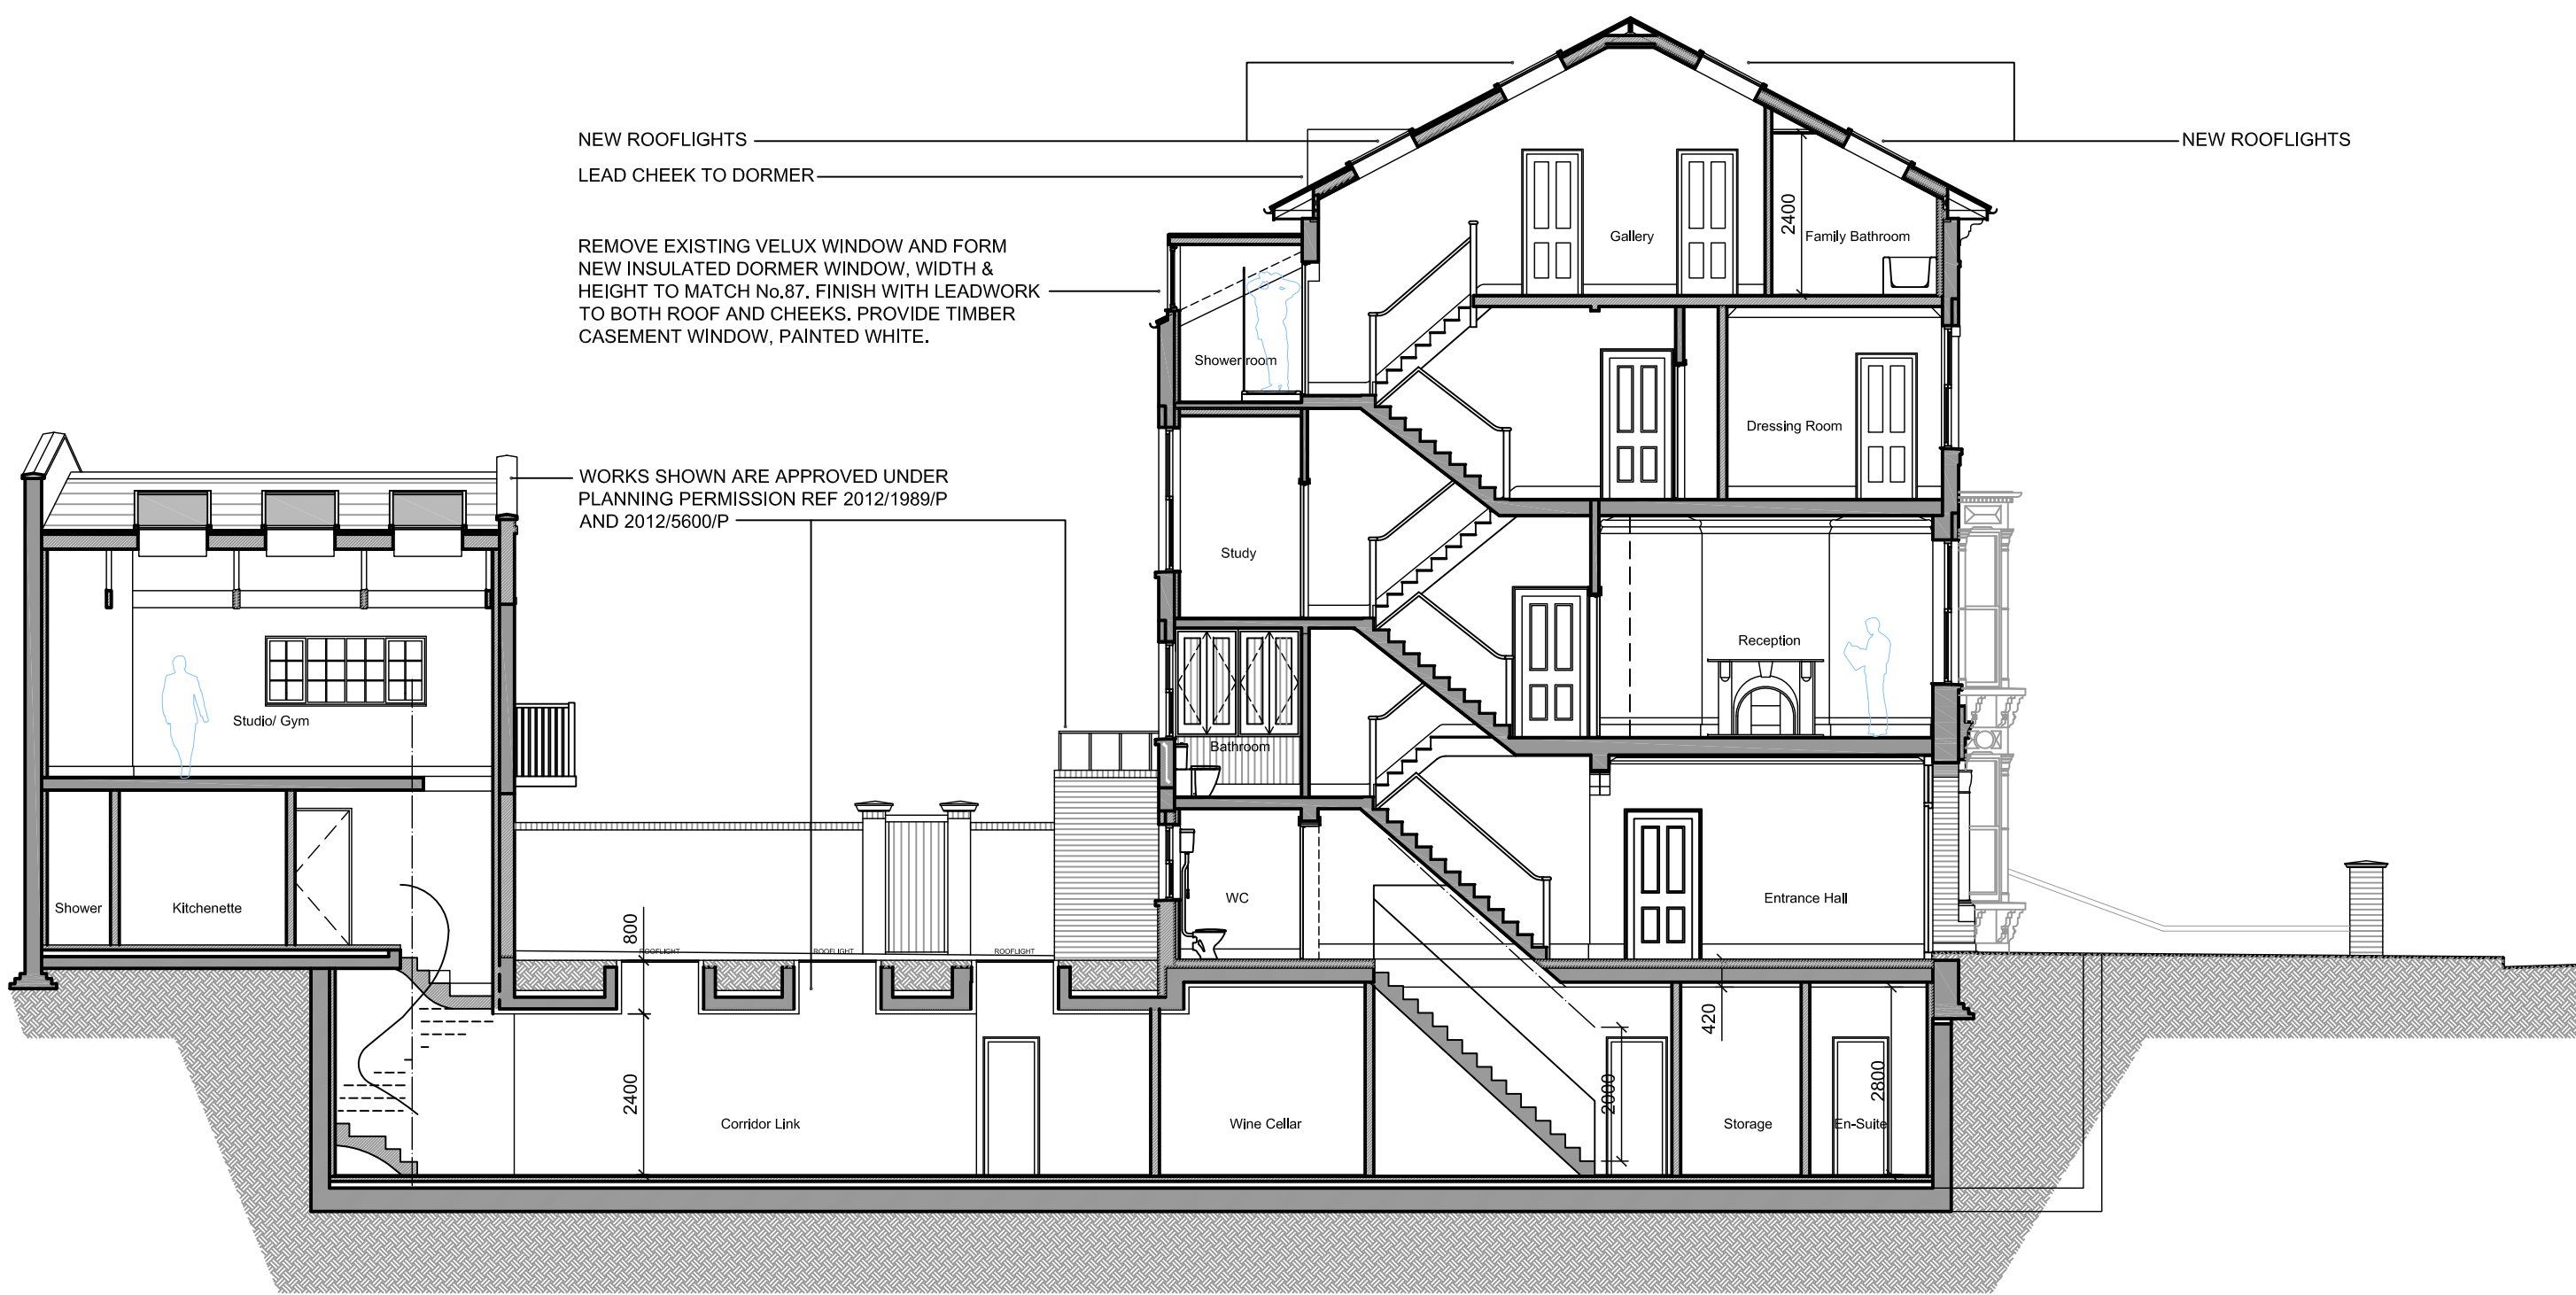 NEW ROOFLIGHTS
NEW ROOFLIGHTS
LEAD CHEEK TO DORMER
REMOVE EXISTING VELUX WINDOW AND FORM
NEW INSULATED DORMER WINDOW, WIDTH &
HEIGHT TO MATCH No.87. FINISH WITH LEADWORK
TO BOTH ROOF AND CHEEKS. PROVIDE TIMBER
CASEMENT WINDOW, PAINTED WHITE.
WORKS SHOWN ARE APPROVED UNDER
PLANNING PERMISSION REF 2012/1989/P
AND 2012/5600/P
Gallery
2400
Family Bathroom
Shower room
Dressing Room
Study
Reception
Studio/ Gym
Bathroom
Shower
Kitchenette
WC
Entrance Hall
800
ROOFLIGHT
ROOFLIGHT
ROOFLIGHT
420
2400
2000
2800
Corridor Link
Wine Cellar
Storage
En-Suite